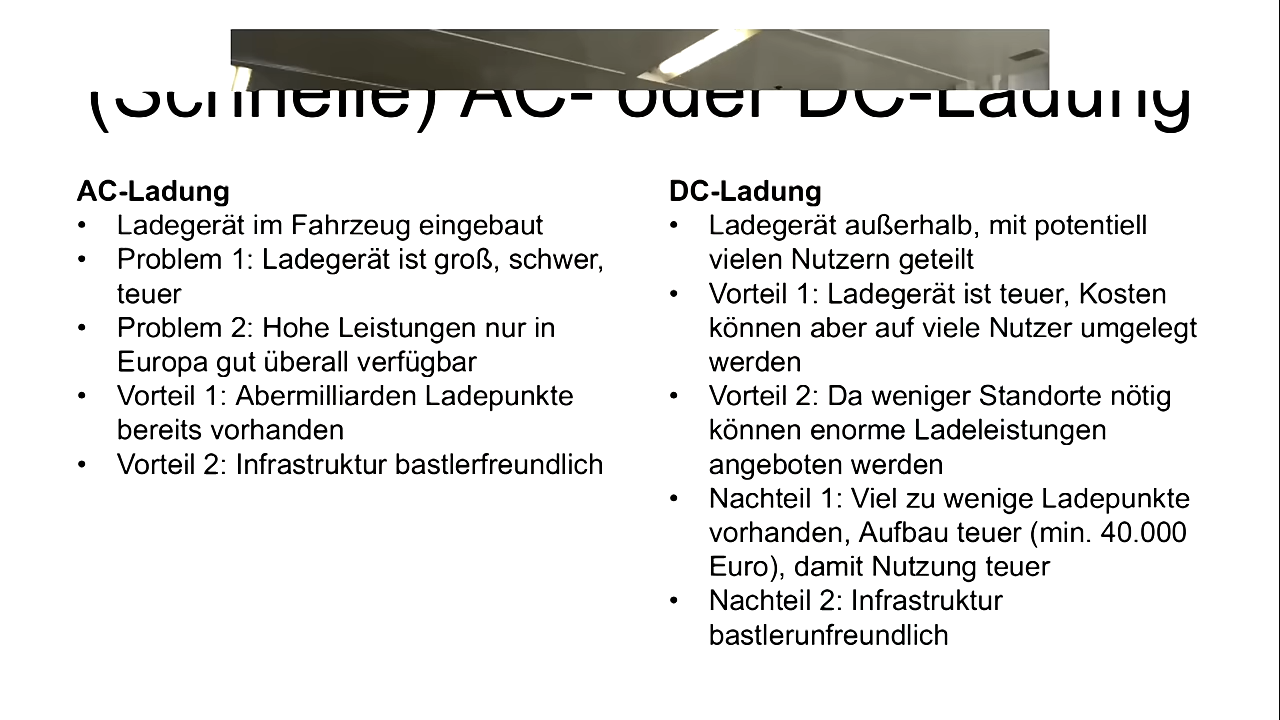 (Schnelle) AC- oder DC-Ladung
AC-Ladung
• Ladegerät im Fahrzeug eingebaut
• Problem 1: Ladegerät ist groß, schwer,
teuer
• Problem 2: Hohe Leistungen nur in
Europa gut überall verfügbar
• Vorteil 1: Abermilliarden Ladepunkte
bereits vorhanden
• Vorteil 2: Infrastruktur bastlerfreundlich
DC-Ladung
• Ladegerät außerhalb, mit potentiell
vielen Nutzern geteilt
• Vorteil 1: Ladegerät ist teuer, Kosten
können aber auf viele Nutzer umgelegt
werden
• Vorteil 2: Da weniger Standorte nötig
können enorme Ladeleistungen
angeboten werden
• Nachteil 1: Viel zu wenige Ladepunkte
vorhanden, Aufbau teuer (min. 40.000
Euro), damit Nutzung teuer
• Nachteil 2: Infrastruktur
bastlerunfreundlich